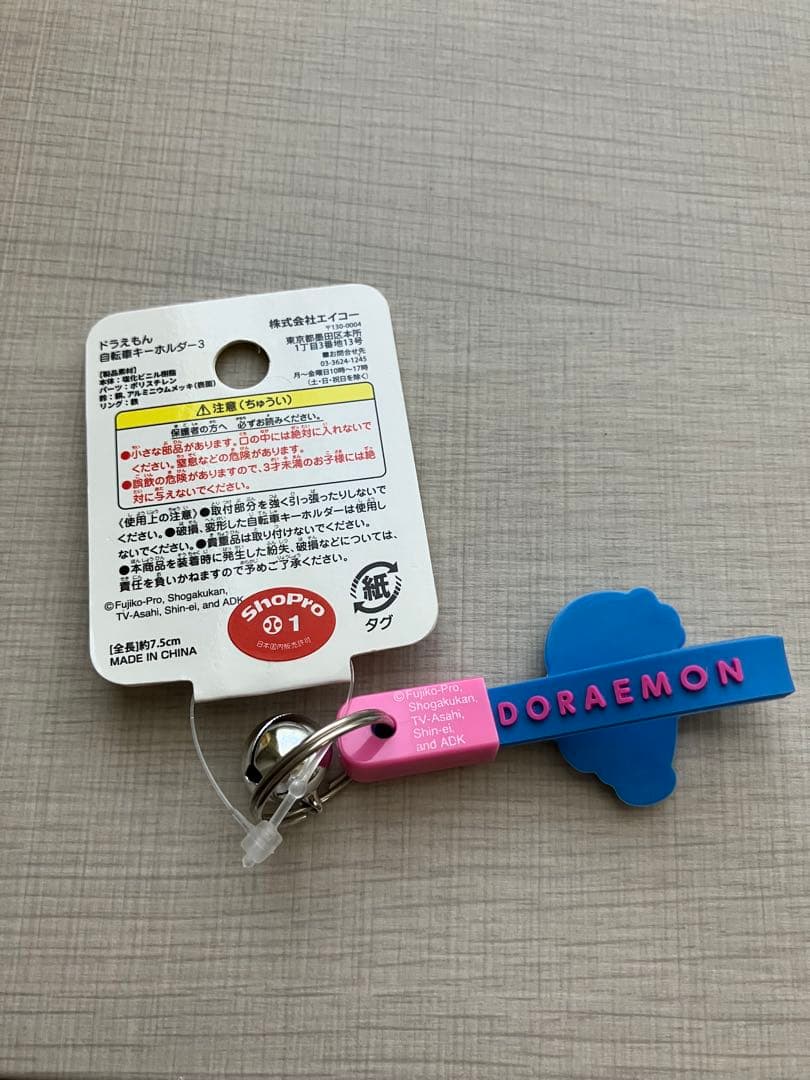 ドラえもん
自転車キーホルダー3
株式会社エイコー
〒130-0004
東京都墨田区本所
1丁目3番地13号
■お問合せ先
03-3624-1245
月～金曜日10時～17時
(土・日・祝日を除く)
【製品素材】
本体：塩化ビニル樹脂
パーツ：ポリスチレン
鈴：銅、アルミニウムメッキ(表面)
リング：鉄
⚠注意(ちゅうい)
保護者の方へ 必ずお読みください。
●小さな部品があります。口の中には絶対に入れないで
ください。窒息などの危険があります。
●誤飲の危険がありますので、3才未満のお子様には絶
対に与えないでください。
〈使用上の注意〉●取付部分を強く引っ張ったりしないで
ください。●破損、変形した自転車キーホルダーは使用し
ないでください。●貴重品は取り付けないでください。
●本商品を装着時に発生した紛失、破損などについては、
責任を負いかねますので予めご了承ください。
©Fujiko-Pro, Shogakukan,
TV-Asahi, Shin-ei, and ADK
ShoPro
1
日本国内販売許可
紙
タグ
[全長]約7.5cm
MADE IN CHINA
©Fujiko-Pro,
Shogakukan,
TV-Asahi,
Shin-ei,
and ADK
DORAEMON